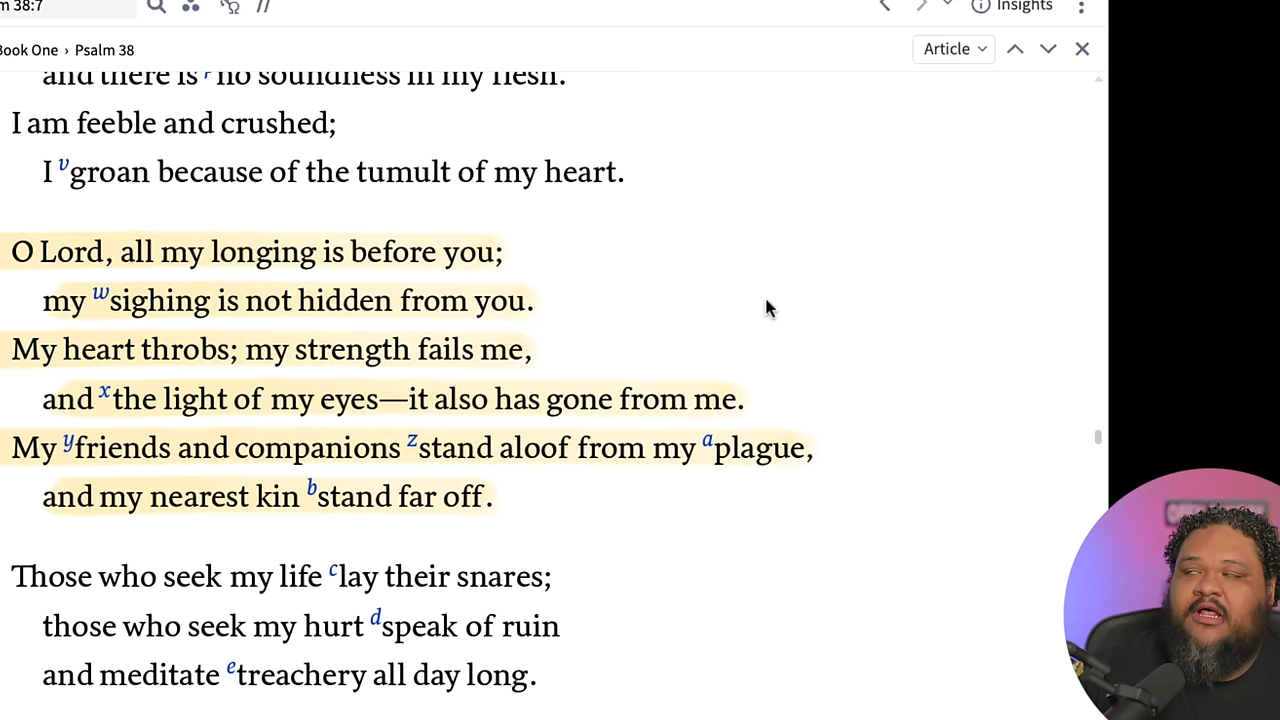 m 38:7
Insights
Book One › Psalm 38
Article
and there is r no soundness in my flesh.
I am feeble and crushed;
I v groan because of the tumult of my heart.
O Lord, all my longing is before you;
my w sighing is not hidden from you.
My heart throbs; my strength fails me,
and x the light of my eyes—it also has gone from me.
My y friends and companions z stand aloof from my a plague,
and my nearest kin b stand far off.
Those who seek my life c lay their snares;
those who seek my hurt d speak of ruin
and meditate e treachery all day long.